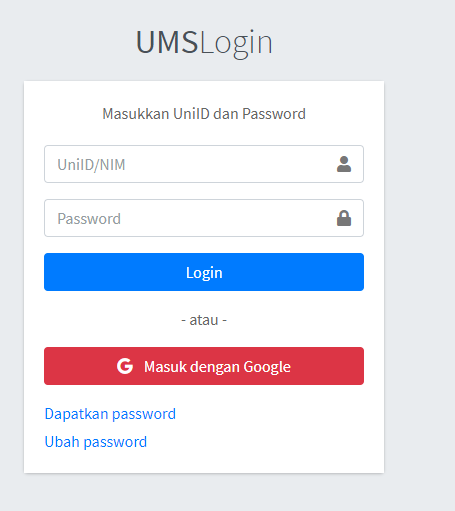 UMSLogin
Masukkan UniID dan Password
UniID/NIM
Password
Login
- atau -
Masuk dengan Google
Dapatkan password
Ubah password